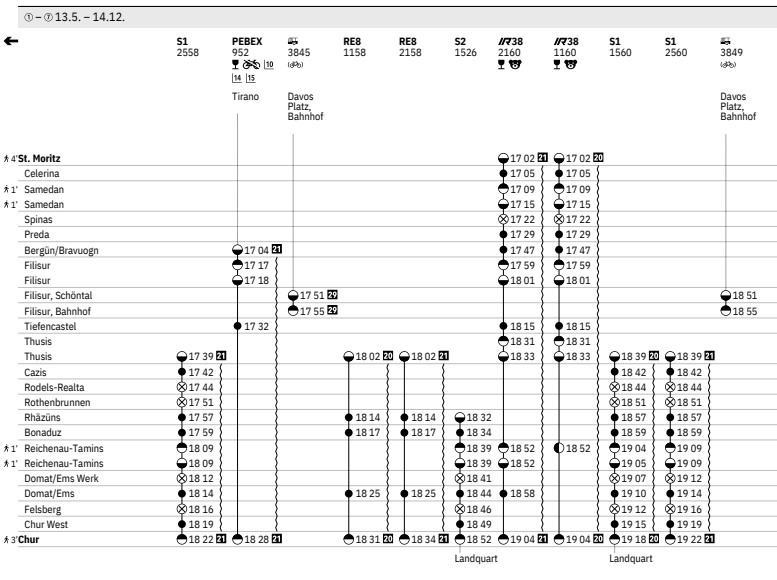 ①–⑦ 13.5. – 14.12.
S1 PEBEX RE8 RE8 S2 IR38 IR38 S1 S1
2558 952 3845 1158 2158 1526 2160 1160 1560 2560 3849
10
14 15
Tirano Davos Davos
Platz, Platz,
Bahnhof Bahnhof
4' St. Moritz 17 02 21 17 02 20
Celerina 17 05 17 05
1' Samedan 17 09 17 09
1' Samedan 17 15 17 15
Spinas 17 22 17 22
Preda 17 29 17 29
Bergün/Bravuogn 17 04 21 17 47 17 47
Filisur 17 17 17 59 17 59
Filisur 17 18 18 01 18 01
Filisur, Schöntal 17 51 29 18 51
Filisur, Bahnhof 17 55 29 18 55
Tiefencastel 17 32 18 15 18 15
Thusis 18 31 18 31
Thusis 17 39 21 18 02 20 18 02 21 18 33 18 33 18 39 20 18 39 21
Cazis 17 42 18 42 18 42
Rodels-Realta 17 44 18 44 18 44
Rothenbrunnen 17 51 18 51 18 51
Rhäzüns 17 57 18 14 18 14 18 32 18 57 18 57
Bonaduz 17 59 18 17 18 17 18 34 18 59 18 59
1' Reichenau-Tamins 18 09 18 39 18 52 18 52 19 04 19 09
1' Reichenau-Tamins 18 09 18 39 18 52 19 05 19 09
Domat/Ems Werk 18 12 18 41 19 07 19 12
Domat/Ems 18 14 18 25 18 25 18 44 18 58 19 10 19 14
Felsberg 18 16 18 46 19 12 19 16
Chur West 18 19 18 49 19 15 19 19
3' Chur 18 22 21 18 28 21 18 31 20 18 34 21 18 52 19 04 21 19 04 20 19 18 20 19 22 21
Landquart Landquart